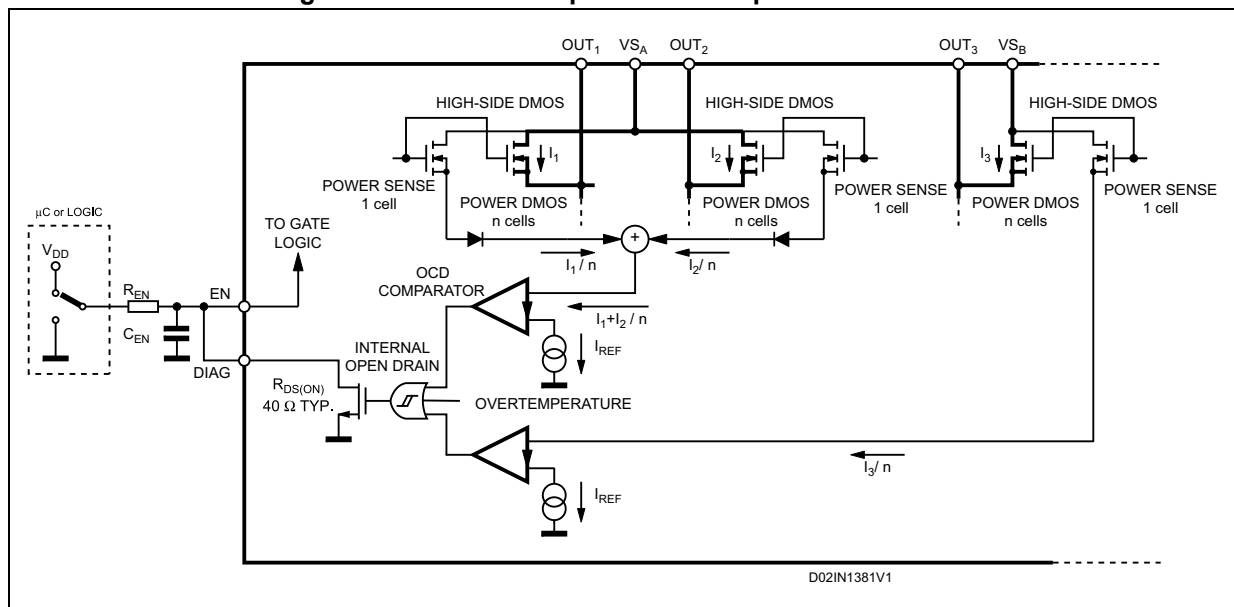 OUT1 VSA OUT2 OUT3 VSB
HIGH-SIDE DMOS
HIGH-SIDE DMOS
HIGH-SIDE DMOS
I1
I2
I3
POWER SENSE
1 cell
POWER DMOS
n cells
POWER DMOS
n cells
POWER SENSE
1 cell
POWER DMOS
n cells
POWER SENSE
1 cell
µC or LOGIC
VDD
REN
CEN
EN
TO GATE
LOGIC
DIAG
+
I1/ n
I2/ n
OCD
COMPARATOR
I1+I2 / n
IREF
INTERNAL
OPEN DRAIN
RDS(ON)
40 Ω TYP.
OVERTEMPERATURE
I3/ n
IREF
D02IN1381V1